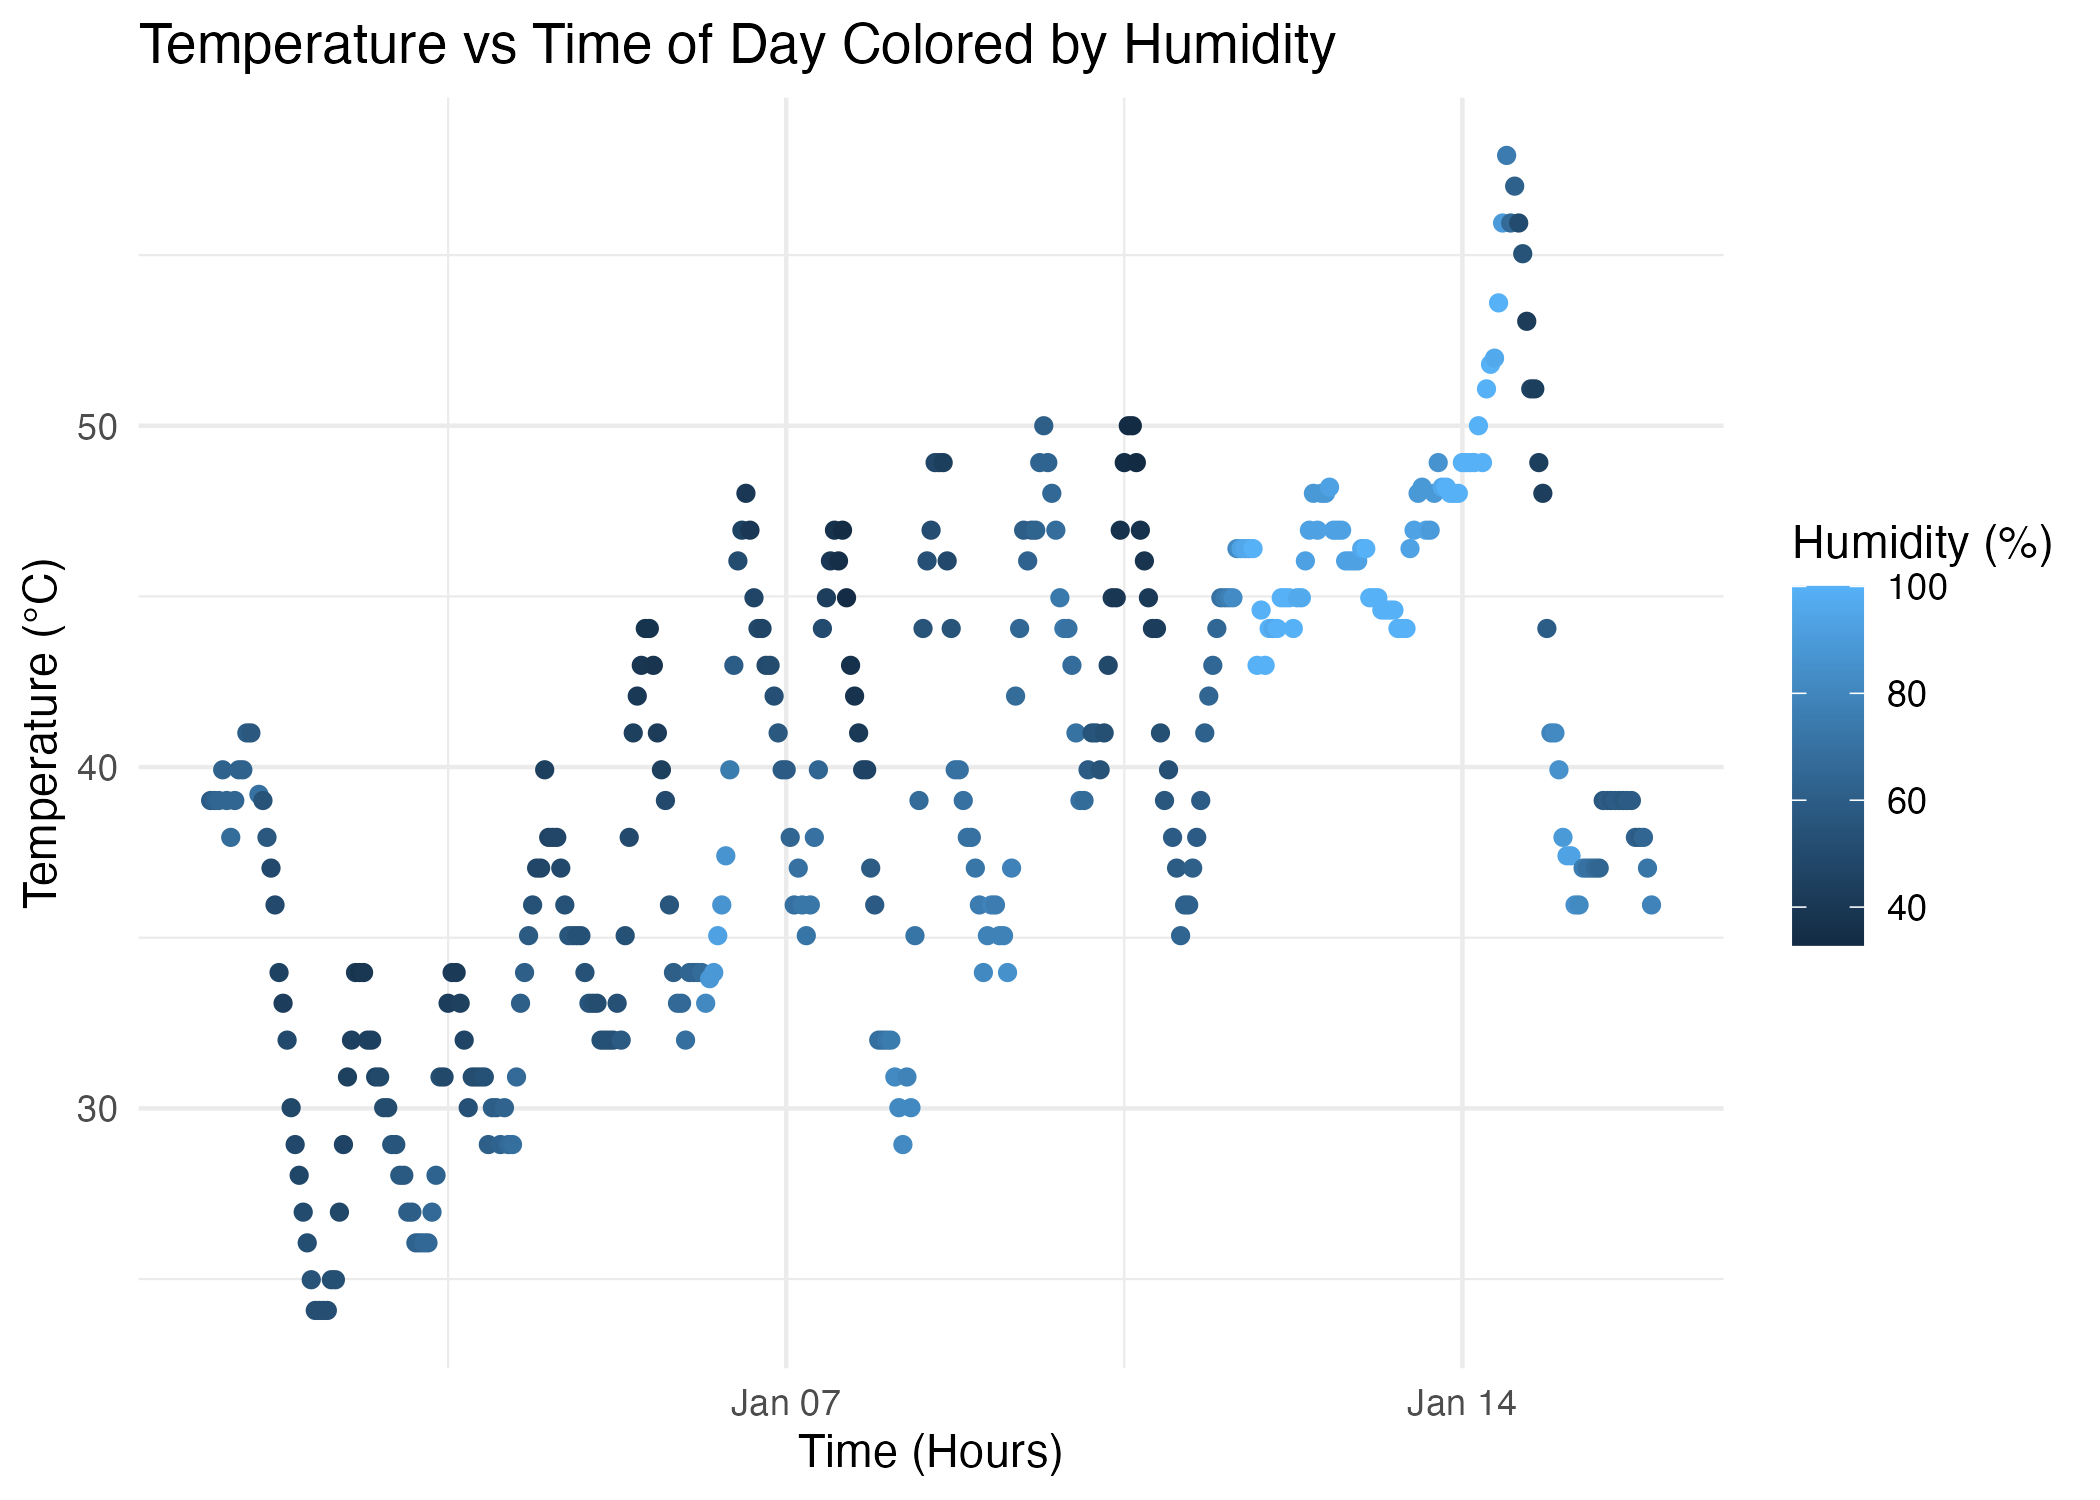 Temperature vs Time of Day Colored by Humidity
Temperature (°C)
50
40
30
Jan 07
Jan 14
Time (Hours)
Humidity (%)
100
80
60
40